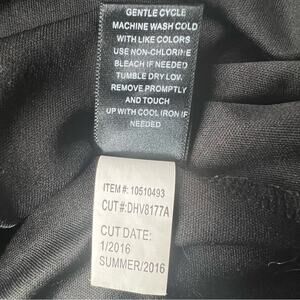 GENTLE CYCLE
MACHINE WASH COLD
WITH LIKE COLORS
USE NON-CHLORINE
BLEACH IF NEEDED
TUMBLE DRY LOW
REMOVE PROMPTLY
AND TOUCH
UP WITH COOL IRON IF
NEEDED
ITEM #: 10510493
CUT #:DHV8177A
CUT DATE:
1/2016
SUMMER/2016